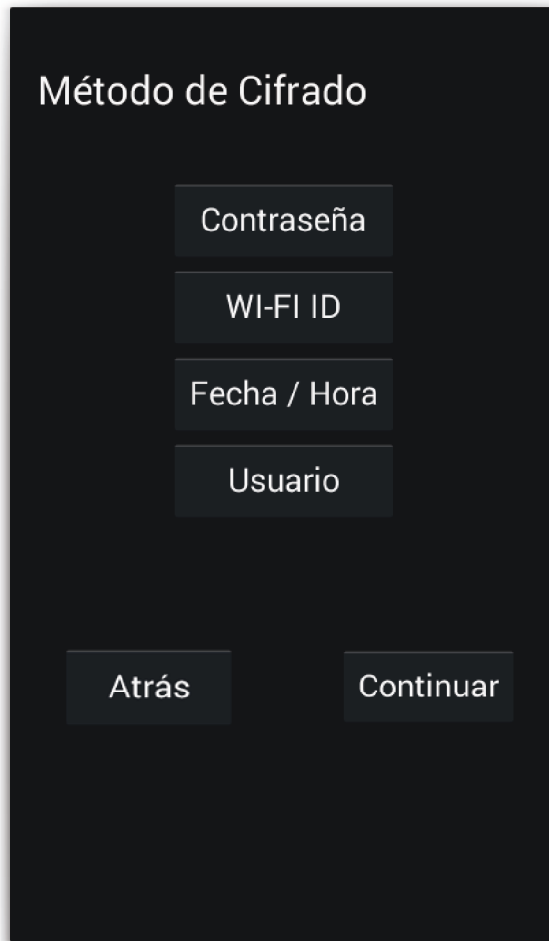 Método de Cifrado
Contraseña
WI-FI ID
Fecha / Hora
Usuario
Atrás
Continuar